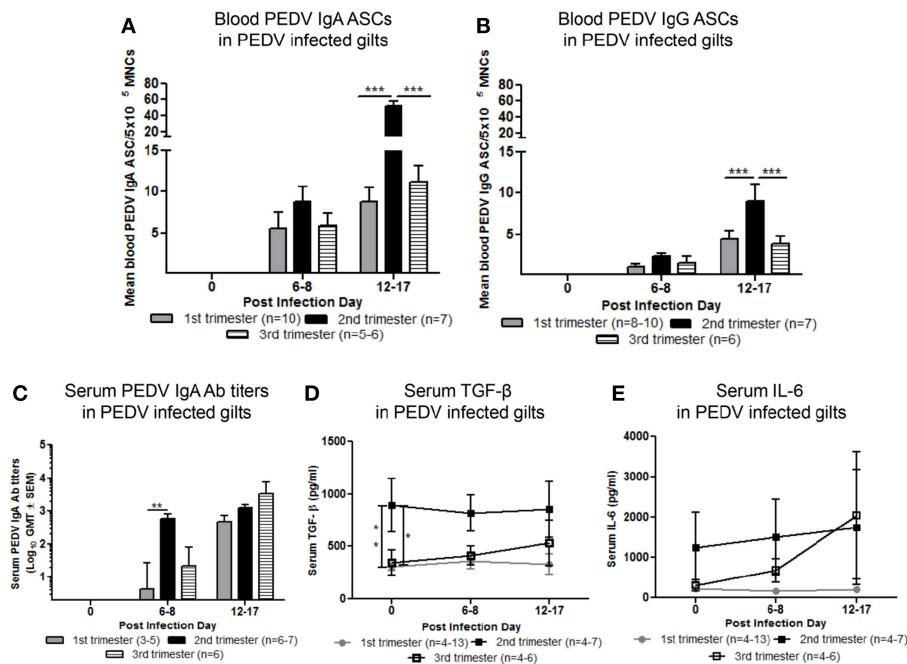 A
Blood PEDV IgA ASCs
in PEDV infected gilts
Mean blood PEDV IgA ASC/5x10 ⁵ MNCs
80
60
40
20
15
10
5
*** ***
0 6-8 12-17
Post Infection Day
1st trimester (n=10) 2nd trimester (n=7)
3rd trimester (n=5-6)
B
Blood PEDV IgG ASCs
in PEDV infected gilts
Mean blood PEDV IgG ASC/5x10 ⁵ MNCs
80
60
40
20
15
10
5
*** ***
0 6-8 12-17
Post Infection Day
1st trimester (n=8-10) 2nd trimester (n=7)
3rd trimester (n=6)
C
Serum PEDV IgA Ab titers
in PEDV infected gilts
Serum PEDV IgA Ab titers
(Log₁₀ GMT ± SEM)
5
4
3
2
1
**
0 6-8 12-17
Post Infection Day
1st trimester (3-5) 2nd trimester (n=6-7)
3rd trimester (n=6)
D
Serum TGF-β
in PEDV infected gilts
Serum TGF- β (pg/ml)
1500
1000
500
0
* *
*
0 6-8 12-17
Post Infection Day
1st trimester (n=4-13) 2nd trimester (n=4-7)
3rd trimester (n=4-6)
E
Serum IL-6
in PEDV infected gilts
Serum IL-6 (pg/ml)
4000
3000
2000
1000
0
0 6-8 12-17
Post Infection Day
1st trimester (n=4-13) 2nd trimester (n=4-7)
3rd trimester (n=4-6)